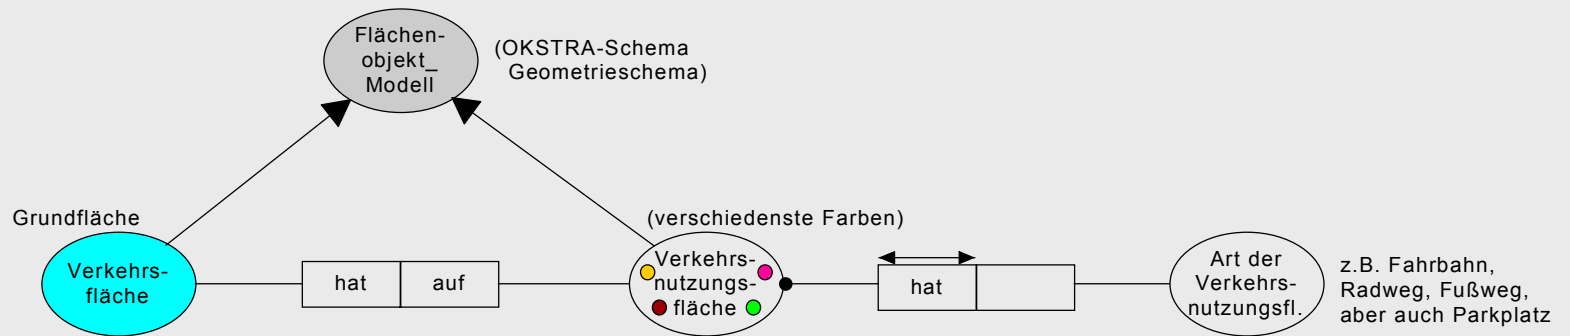 Flächen-
objekt_
Modell
(OKSTRA-Schema
Geometrieschema)
Grundfläche
Verkehrs-
fläche
hat
auf
(verschiedenste Farben)
Verkehrs-
nutzungs-
fläche
hat
Art der
Verkehrs-
nutzungsfl.
z.B. Fahrbahn,
Radweg, Fußweg,
aber auch Parkplatz